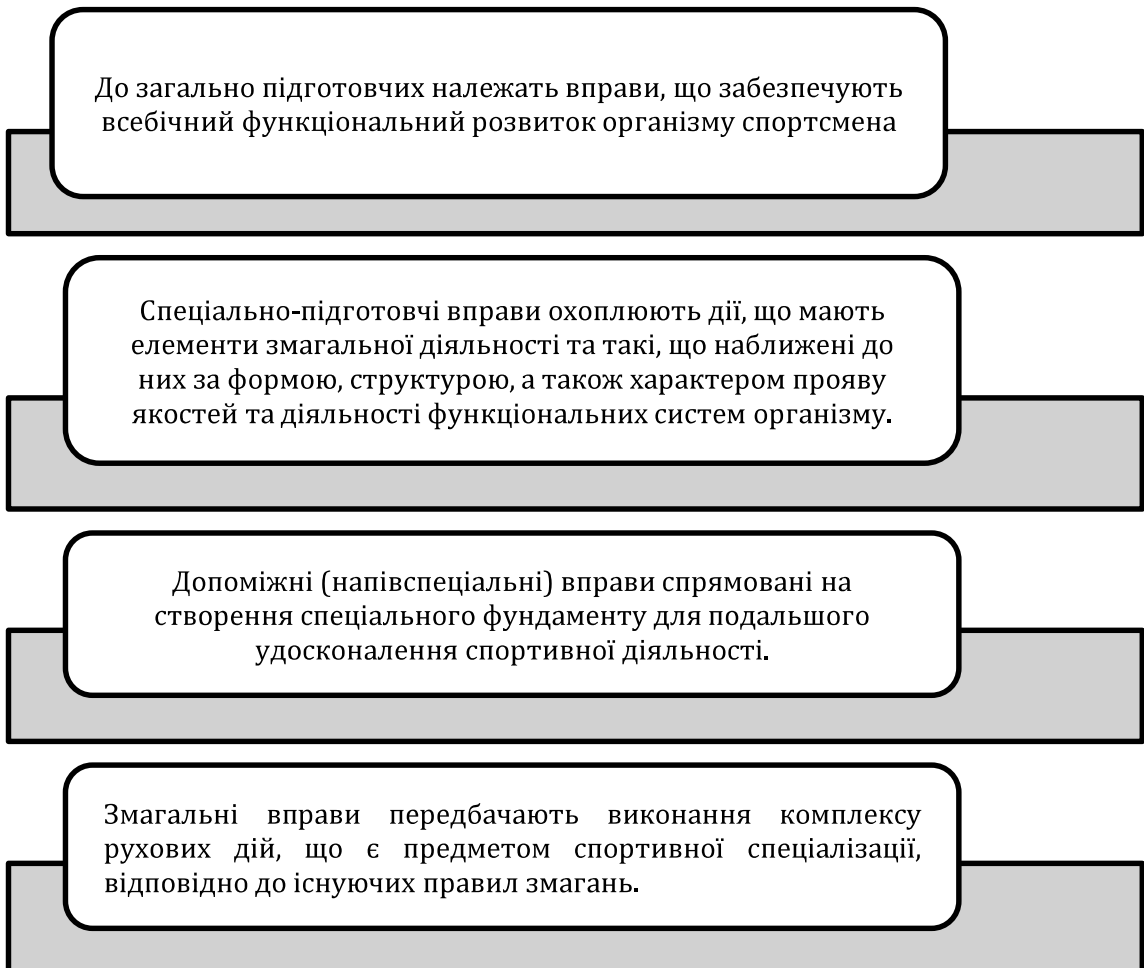 До загально підготовчих належать вправи, що забезпечують
всебічний функціональний розвиток організму спортсмена
Спеціально-підготовчі вправи охоплюють дії, що мають
елементи змагальної діяльності та такі, що наближені до
них за формою, структурою, а також характером прояву
якостей та діяльності функціональних систем організму.
Допоміжні (напівспеціальні) вправи спрямовані на
створення спеціального фундаменту для подальшого
удосконалення спортивної діяльності.
Змагальні вправи передбачають виконання комплексу
рухових дій, що є предметом спортивної спеціалізації,
відповідно до існуючих правил змагань.